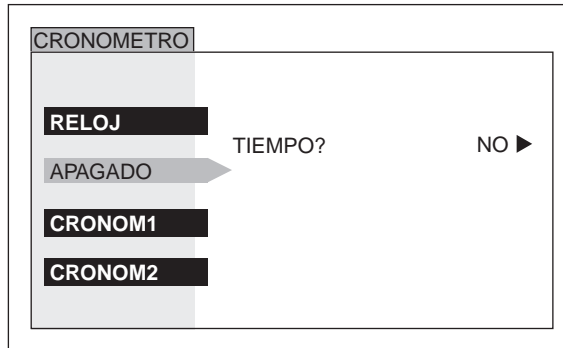 CRONOMETRO
RELOJ
TIEMPO? NO ▶
APAGADO
CRONOM1
CRONOM2